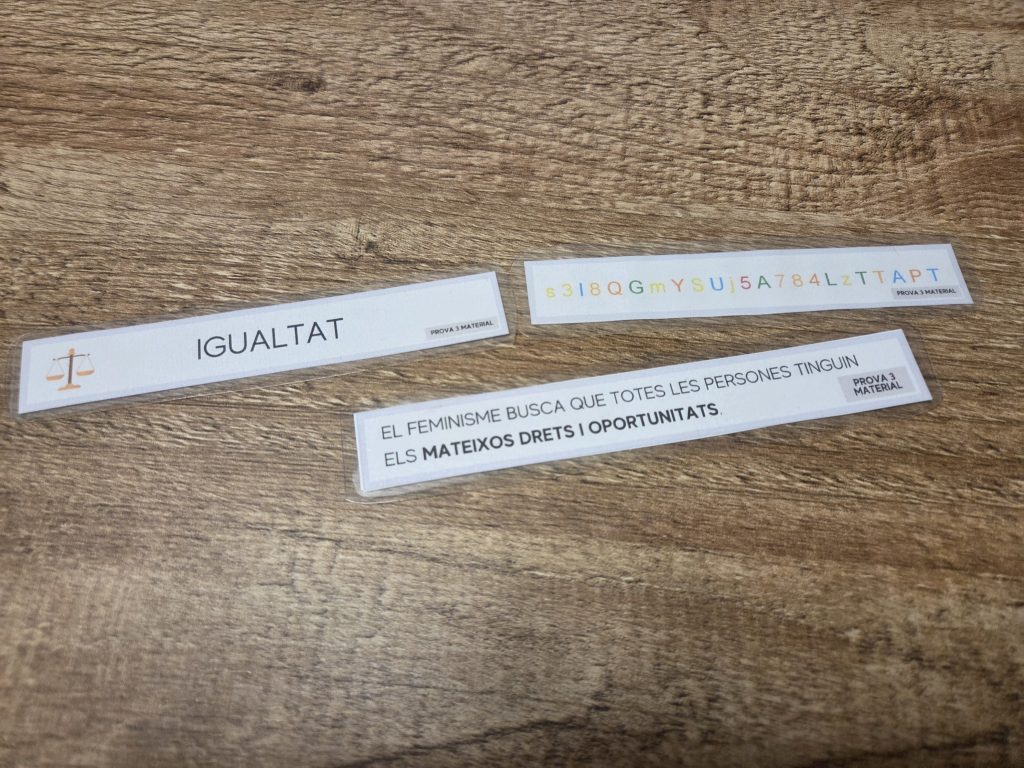 IGUALTAT
PROVA 3 MATERIAL
s3I8QGmYSUj5A784LzTTAPT
PROVA 3 MATERIAL
EL FEMINISME BUSCA QUE TOTES LES PERSONES TINGUIN
ELS MATEIXOS DRETS I OPORTUNITATS.
PROVA 3
MATERIAL